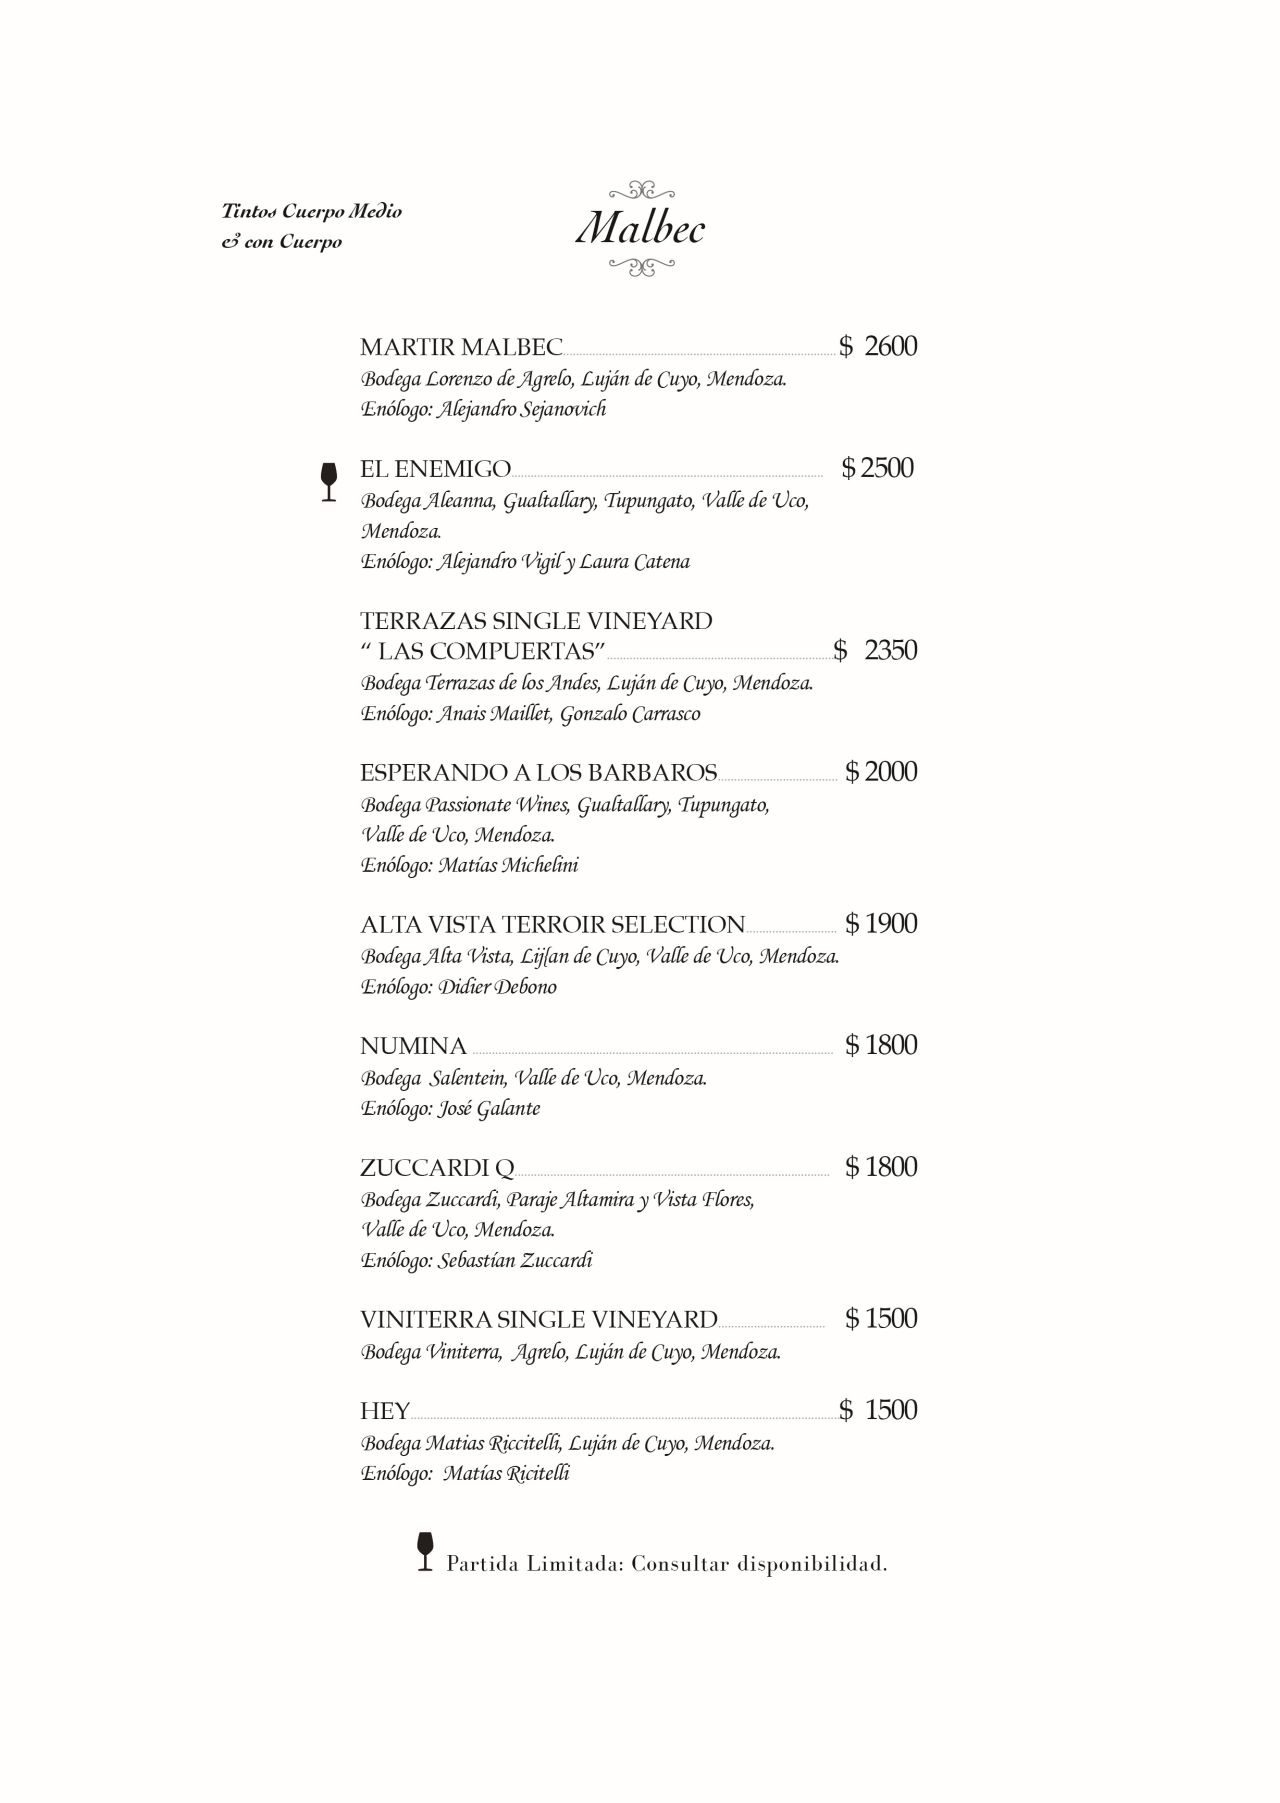 Tintos Cuerpo Medio
& con Cuerpo
Malbec
MARTIR MALBEC $ 2600
Bodega Lorenzo de Agrelo, Luján de Cuyo, Mendoza.
Enólogo: Alejandro Sejanovich
EL ENEMIGO $ 2500
Bodega Aleanna, Gualtallary, Tupungato, Valle de Uco,
Mendoza.
Enólogo: Alejandro Vigil y Laura Catena
TERRAZAS SINGLE VINEYARD
“ LAS COMPUERTAS” $ 2350
Bodega Terrazas de los Andes, Luján de Cuyo, Mendoza.
Enólogo: Anais Maillet, Gonzalo Carrasco
ESPERANDO A LOS BARBAROS $ 2000
Bodega Passionate Wines, Gualtallary, Tupungato,
Valle de Uco, Mendoza.
Enólogo: Matías Michelini
ALTA VISTA TERROIR SELECTION $ 1900
Bodega Alta Vista, Lij[an de Cuyo, Valle de Uco, Mendoza.
Enólogo: Didier Debono
NUMINA $ 1800
Bodega Salentein, Valle de Uco, Mendoza.
Enólogo: José Galante
ZUCCARDI Q $ 1800
Bodega Zuccardi, Paraje Altamira y Vista Flores,
Valle de Uco, Mendoza.
Enólogo: Sebastían Zuccardi
VINITERRA SINGLE VINEYARD $ 1500
Bodega Viniterra, Agrelo, Luján de Cuyo, Mendoza.
HEY $ 1500
Bodega Matias Riccitelli, Luján de Cuyo, Mendoza.
Enólogo: Matías Ricitelli
Partida Limitada: Consultar disponibilidad.